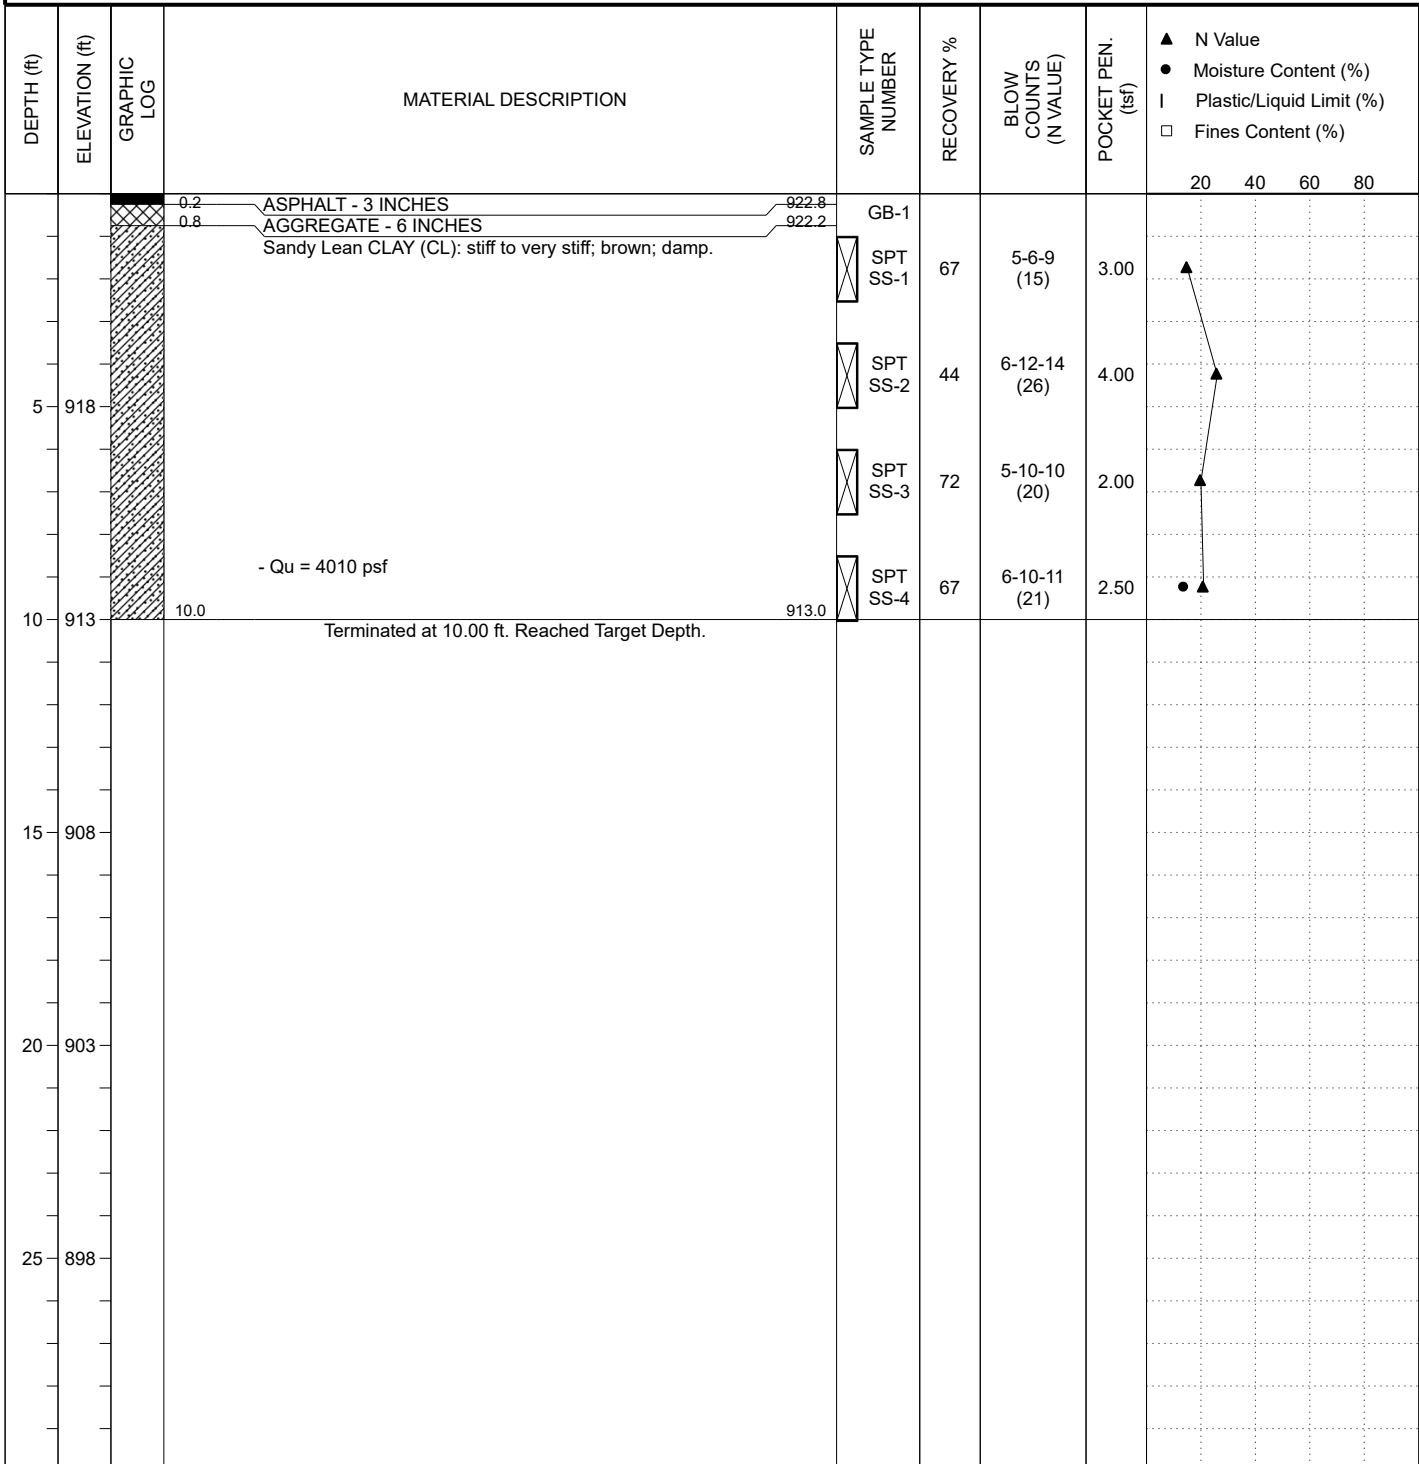 DEPTH (ft)
ELEVATION (ft)
GRAPHIC
LOG
MATERIAL DESCRIPTION
SAMPLE TYPE
NUMBER
RECOVERY %
BLOW
COUNTS
(N VALUE)
POCKET PEN.
(tsf)
N Value
Moisture Content (%)
Plastic/Liquid Limit (%)
Fines Content (%)
20 40 60 80
0.2 ASPHALT - 3 INCHES 922.8
0.8 AGGREGATE - 6 INCHES 922.2
GB-1
Sandy Lean CLAY (CL): stiff to very stiff; brown; damp.
SPT
SS-1
67
5-6-9
(15)
3.00
SPT
SS-2
44
6-12-14
(26)
4.00
5 918
SPT
SS-3
72
5-10-10
(20)
2.00
- Qu = 4010 psf
SPT
SS-4
67
6-10-11
(21)
2.50
10 913 10.0 913.0
Terminated at 10.00 ft. Reached Target Depth.
15 908
20 903
25 898